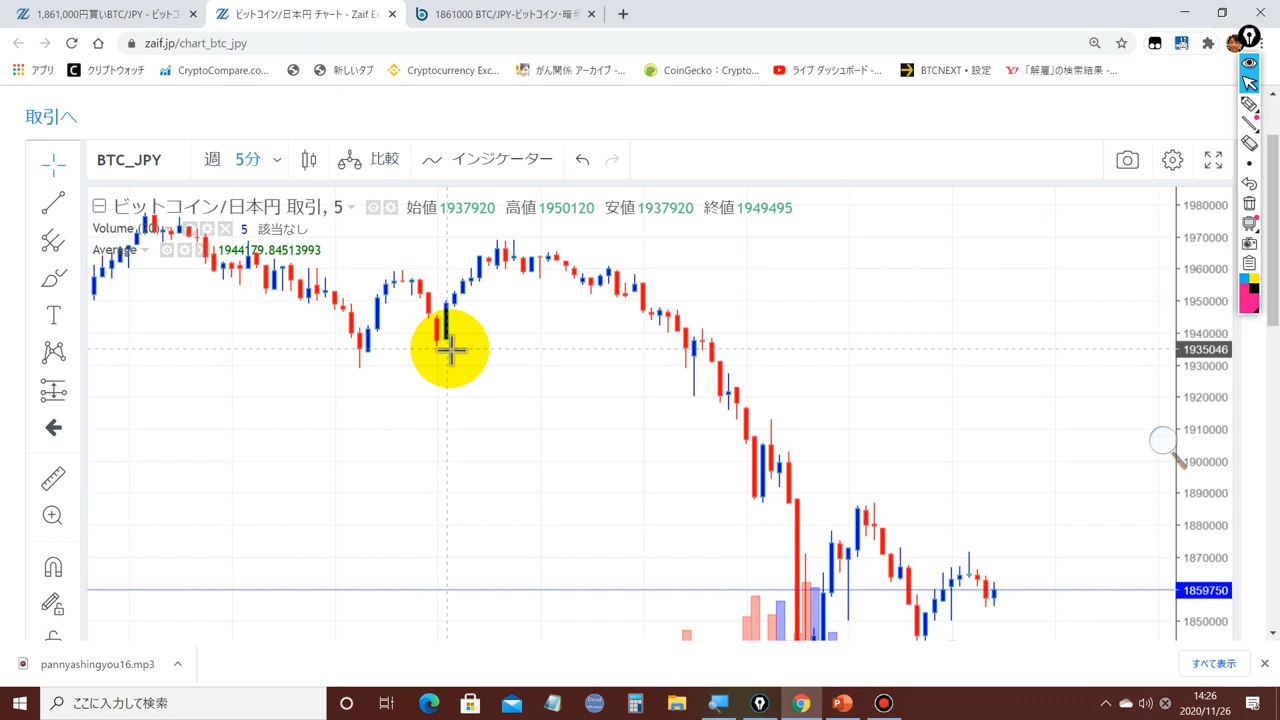 1,861,000円買いBTC/JPY - ビットコ
ビットコイン/日本円 チャート - Zaif Ex
1861000 BTC/JPY-ビットコイン・暗号
zaif.jp/chart_btc_jpy
アプリ
クリプトウォッチ
CryptoCompare.co...
新しいタブ
Cryptocurrency Exc...
がん関係 アーカイブ -...
CoinGecko：Crypto...
ライブ ダッシュボード -...
BTCNEXT・設定
「解雇」の検索結果 -...
取引へ
BTC_JPY
週
5分
比較
インジケーター
ビットコイン/日本円 取引, 5
始値 1937920 高値 1950120 安値 1937920 終値 1949495
5 該当なし
Average
1944179.84513993
1980000
1970000
1960000
1950000
1940000
1935046
1930000
1920000
1910000
1900000
1890000
1880000
1870000
1859750
1850000
pannyashingyou16.mp3
すべて表示
ここに入力して検索
14:26
2020/11/26